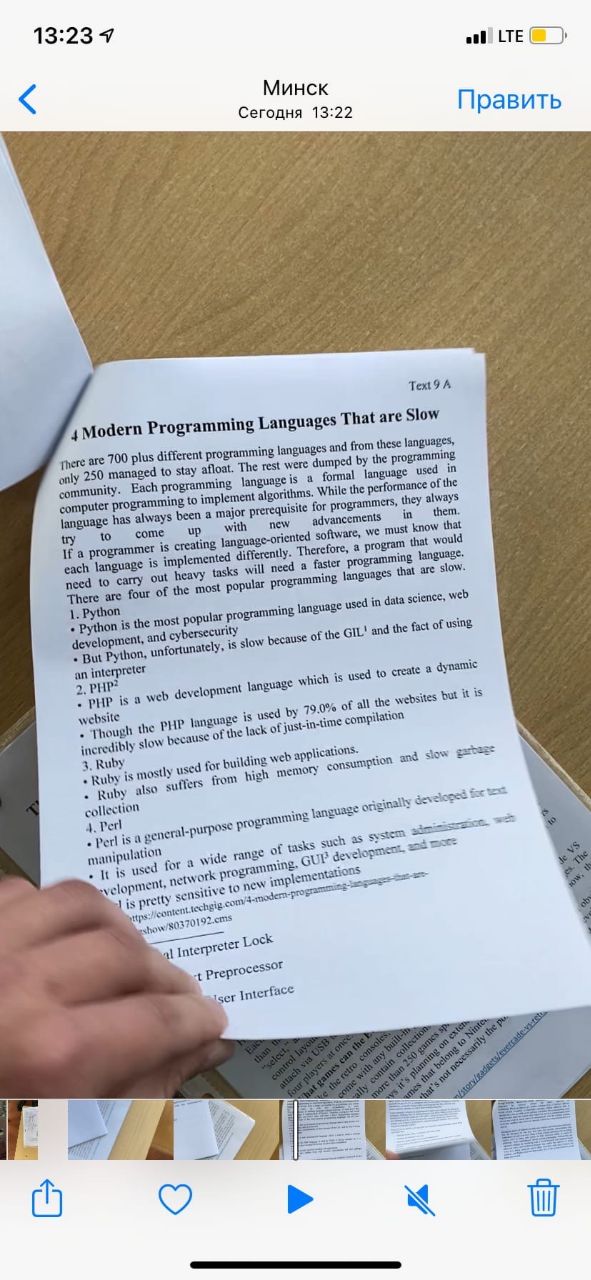 13:23
LTE
Минск
Сегодня 13:22
Править
Text 9 A
4 Modern Programming Languages That are Slow
There are 700 plus different programming languages and from these languages,
only 250 managed to stay afloat. The rest were dumped by the programming
community. Each programming language is a formal language used in
computer programming to implement algorithms. While the performance of the
language has always been a major prerequisite for programmers, they always
try to come up with new advancements in them.
If a programmer is creating language-oriented software, we must know that
each language is implemented differently. Therefore, a program that would
need to carry out heavy tasks will need a faster programming language.
There are four of the most popular programming languages that are slow.
1. Python
• Python is the most popular programming language used in data science, web
development, and cybersecurity
• But Python, unfortunately, is slow because of the GIL¹ and the fact of using
an interpreter
2. PHP²
• PHP is a web development language which is used to create a dynamic
website
• Though the PHP language is used by 79.0% of all the websites but it is
incredibly slow because of the lack of just-in-time compilation
3. Ruby
• Ruby is mostly used for building web applications.
• Ruby also suffers from high memory consumption and slow garbage
collection
4. Perl
• Perl is a general-purpose programming language originally developed for text
manipulation
• It is used for a wide range of tasks such as system administration, web
velopment, network programming, GUI³ development, and more
l is pretty sensitive to new implementations
ttps://content.techgig.com/4-modern-programming-languages-that-are-
show/80370192.cms
al Interpreter Lock
t Preprocessor
User Interface